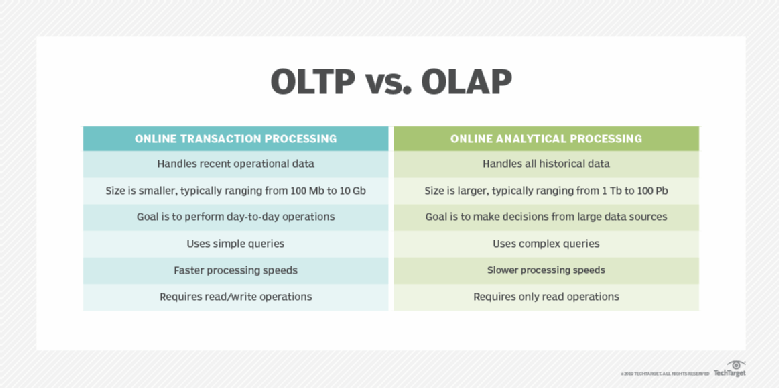 OLTP vs. OLAP
ONLINE TRANSACTION PROCESSING
ONLINE ANALYTICAL PROCESSING
Handles recent operational data
Handles all historical data
Size is smaller, typically ranging from 100 Mb to 10 Gb
Size is larger, typically ranging from 1 Tb to 100 Pb
Goal is to perform day-to-day operations
Goal is to make decisions from large data sources
Uses simple queries
Uses complex queries
Faster processing speeds
Slower processing speeds
Requires read/write operations
Requires only read operations
TECHTARGET. ALL RIGHTS RESERVED
TechTarget